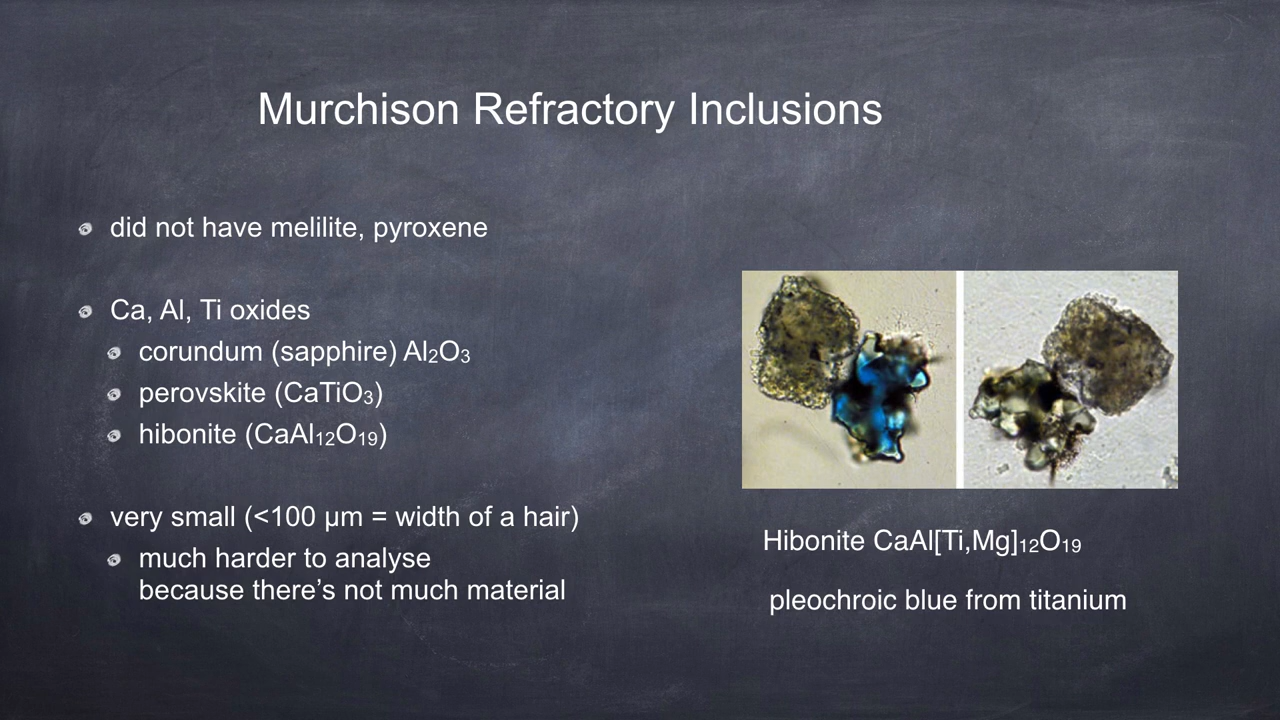 Murchison Refractory Inclusions
did not have melilite, pyroxene
Ca, Al, Ti oxides
corundum (sapphire) Al₂O₃
perovskite (CaTiO₃)
hibonite (CaAl₁₂O₁₉)
very small (<100 µm = width of a hair)
much harder to analyse
because there’s not much material
Hibonite CaAl[Ti,Mg]₁₂O₁₉
pleochroic blue from titanium